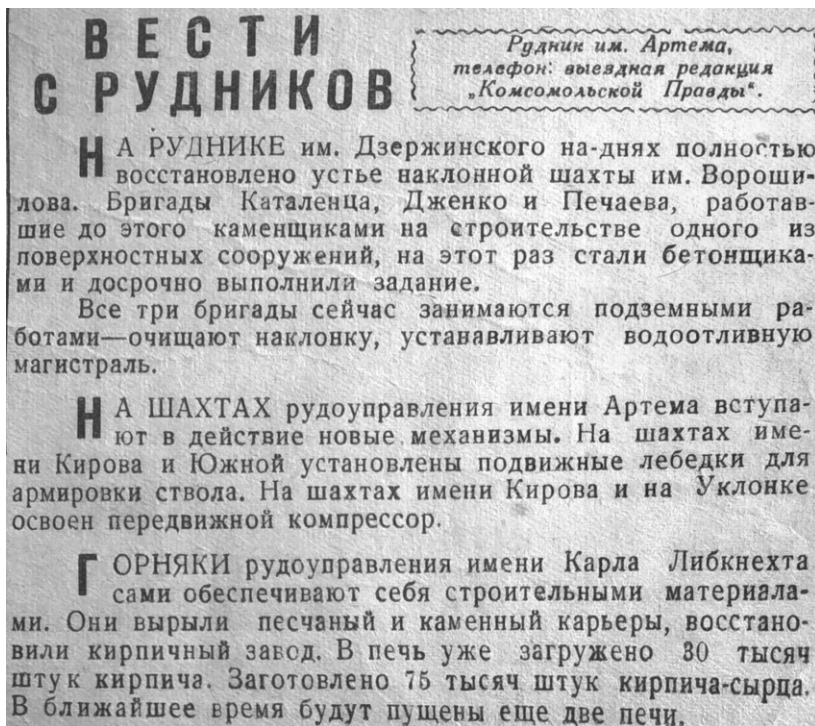 ВЕСТИ
С РУДНИКОВ
Рудник им. Артема,
телефон: выездная редакция
„Комсомольской Правды".
НА РУДНИКЕ им. Дзержинского на-днях полностью
восстановлено устье наклонной шахты им. Вороши-
лова. Бригады Каталенца, Дженко и Печаева, работав-
шие до этого каменщиками на строительстве одного из
поверхностных сооружений, на этот раз стали бетонщика-
ми и досрочно выполнили задание.
Все три бригады сейчас занимаются подземными ра-
ботами—очищают наклонку, устанавливают водоотливную
магистраль.
НА ШАХТАХ рудоуправления имени Артема вступа-
ют в действие новые механизмы. На шахтах име-
ни Кирова и Южной установлены подвижные лебедки для
армировки ствола. На шахтах имени Кирова и на Уклонке
освоен передвижной компрессор.
ГОРНЯКИ рудоуправления имени Карла Либкнехта
сами обеспечивают себя строительными материала-
ми. Они вырыли песчаный и каменный карьеры, восстано-
вили кирпичный завод. В печь уже загружено 30 тысяч
штук кирпича. Заготовлено 75 тысяч штук кирпича-сырца.
В ближайшее время будут пущены еще две печи.